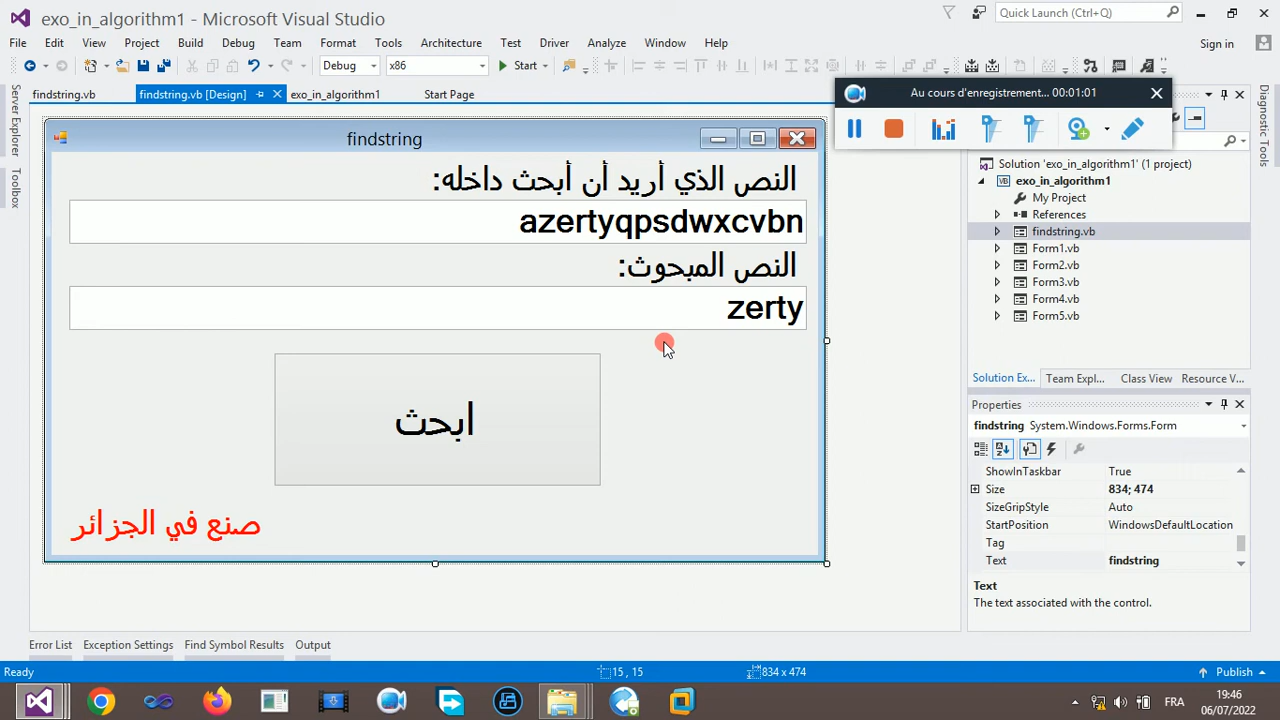 exo_in_algorithm1 - Microsoft Visual Studio
Quick Launch (Ctrl+Q)
File Edit View Project Build Debug Team Format Tools Architecture Test Driver Analyze Window Help
Sign in
Debug x86 Start
Au cours d'enregistrement... 00:01:01
findstring.vb findstring.vb [Design] exo_in_algorithm1 Start Page
Server Explorer
Toolbox
Diagnostic Tools
findstring
النص الذي أريد أن أبحث داخله:
azertyqpsdwxcvbn
النص المبحوث:
zerty
ابحث
صنع في الجزائر
Solution 'exo_in_algorithm1' (1 project)
exo_in_algorithm1
My Project
References
findstring.vb
Form1.vb
Form2.vb
Form3.vb
Form4.vb
Form5.vb
Solution Ex... Team Expl... Class View Resource V...
Properties
findstring System.Windows.Forms.Form
ShowInTaskbar True
Size 834; 474
SizeGripStyle Auto
StartPosition WindowsDefaultLocation
Tag
Text findstring
Text
The text associated with the control.
Error List Exception Settings Find Symbol Results Output
Ready 15 , 15 834 x 474 Publish
FRA
19:46
06/07/2022